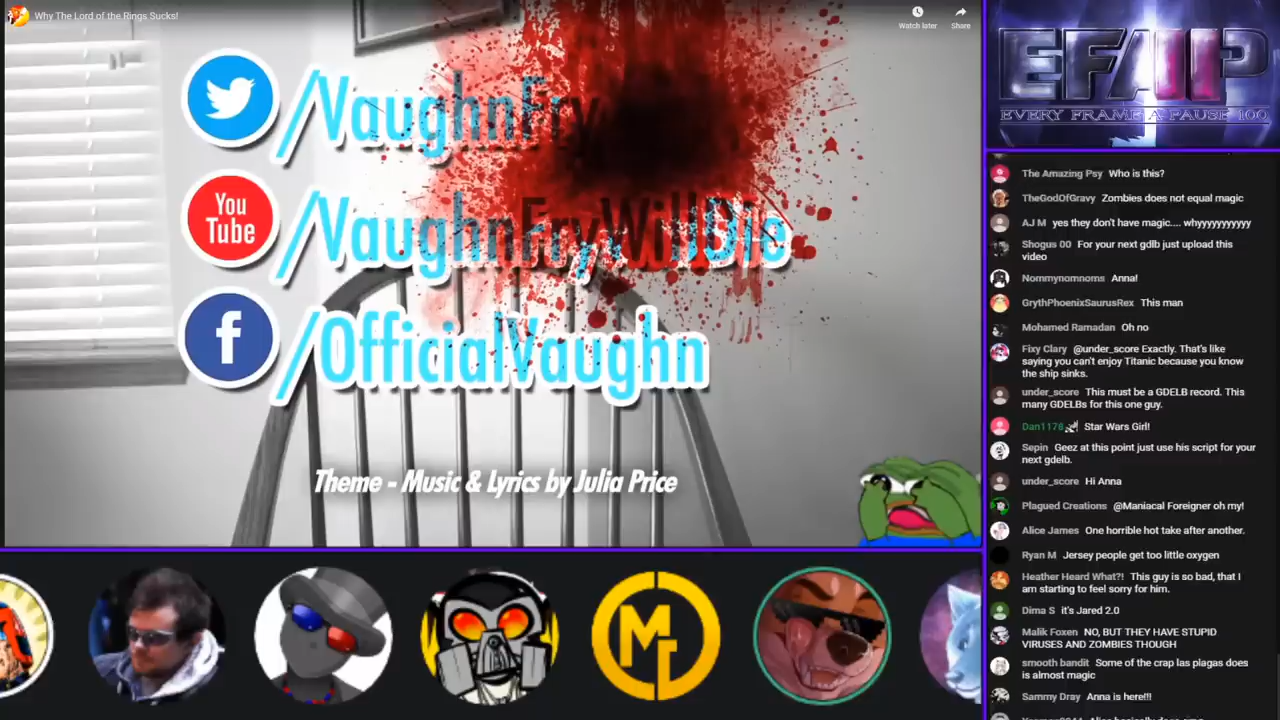 Why The Lord of the Rings Sucks!
Watch later
Share
/VaughnFry
You
Tube
/VaughnFryWillDie
f
/OfficialVaughn
Theme - Music & Lyrics by Julia Price
EFAP
EVERY FRAME A PAUSE 100
The Amazing Psy Who is this?
TheGodOfGravy Zombies does not equal magic
AJ M yes they don't have magic.... whyyyyyyyyyy
Shogus 00 For your next gdlb just upload this
video
Nommynomnoms Anna!
GrythPhoenixSaurusRex This man
Mohamed Ramadan Oh no
Fixy Clary @under_score Exactly. That's like
saying you can't enjoy Titanic because you know
the ship sinks.
under_score This must be a GDELB record. This
many GDELBs for this one guy.
Dan1178 Star Wars Girl!
Sepin Geez at this point just use his script for your
next gdelb.
under_score Hi Anna
Plagued Creations @Maniacal Foreigner oh my!
Alice James One horrible hot take after another.
Ryan M Jersey people get too little oxygen
Heather Heard What?! This guy is so bad, that I
am starting to feel sorry for him.
Dima S it's Jared 2.0
Malik Foxen NO, BUT THEY HAVE STUPID
VIRUSES AND ZOMBIES THOUGH
smooth bandit Some of the crap las plagas does
is almost magic
Sammy Dray Anna is here!!!